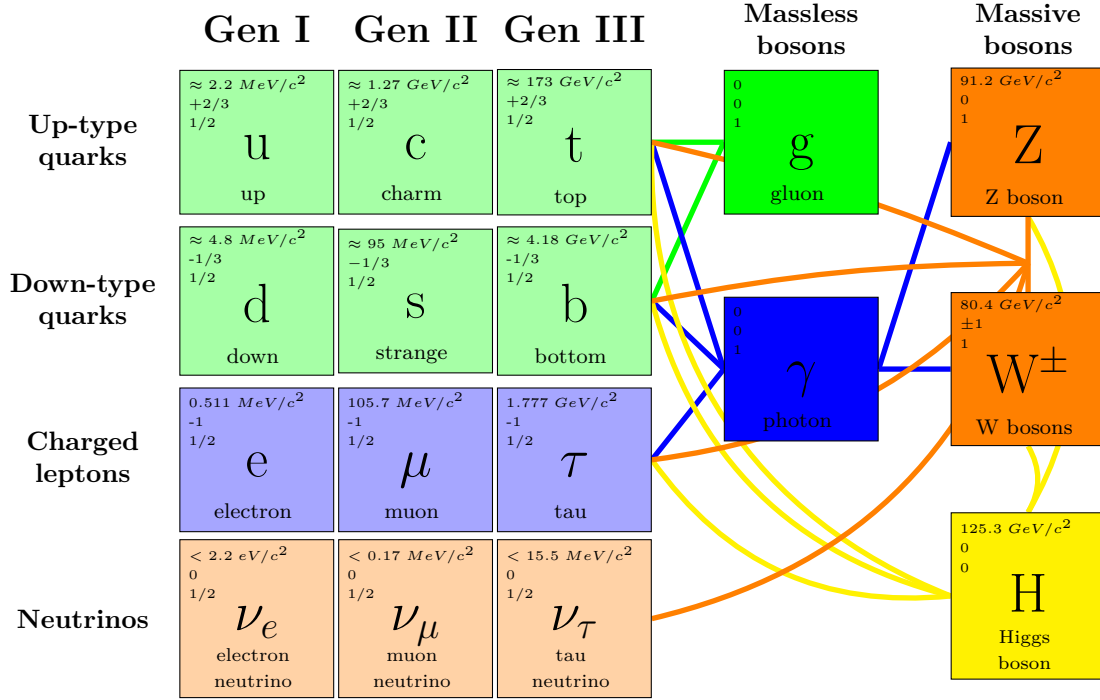 Gen I Gen II Gen III
Massless
bosons
Massive
bosons
Up-type
quarks
≈ 2.2 MeV/c²
+2/3
1/2
u
up
≈ 1.27 GeV/c²
+2/3
1/2
c
charm
≈ 173 GeV/c²
+2/3
1/2
t
top
0
0
1
g
gluon
91.2 GeV/c²
0
1
Z
Z boson
Down-type
quarks
≈ 4.8 MeV/c²
-1/3
1/2
d
down
≈ 95 MeV/c²
−1/3
1/2
s
strange
≈ 4.18 GeV/c²
-1/3
1/2
b
bottom
0
0
1
γ
photon
80.4 GeV/c²
±1
1
W±
W bosons
Charged
leptons
0.511 MeV/c²
-1
1/2
e
electron
105.7 MeV/c²
-1
1/2
μ
muon
1.777 GeV/c²
-1
1/2
τ
tau
Neutrinos
< 2.2 eV/c²
0
1/2
νₑ
electron
neutrino
< 0.17 MeV/c²
0
1/2
ν_μ
muon
neutrino
< 15.5 MeV/c²
0
1/2
ν_τ
tau
neutrino
125.3 GeV/c²
0
0
H
Higgs
boson